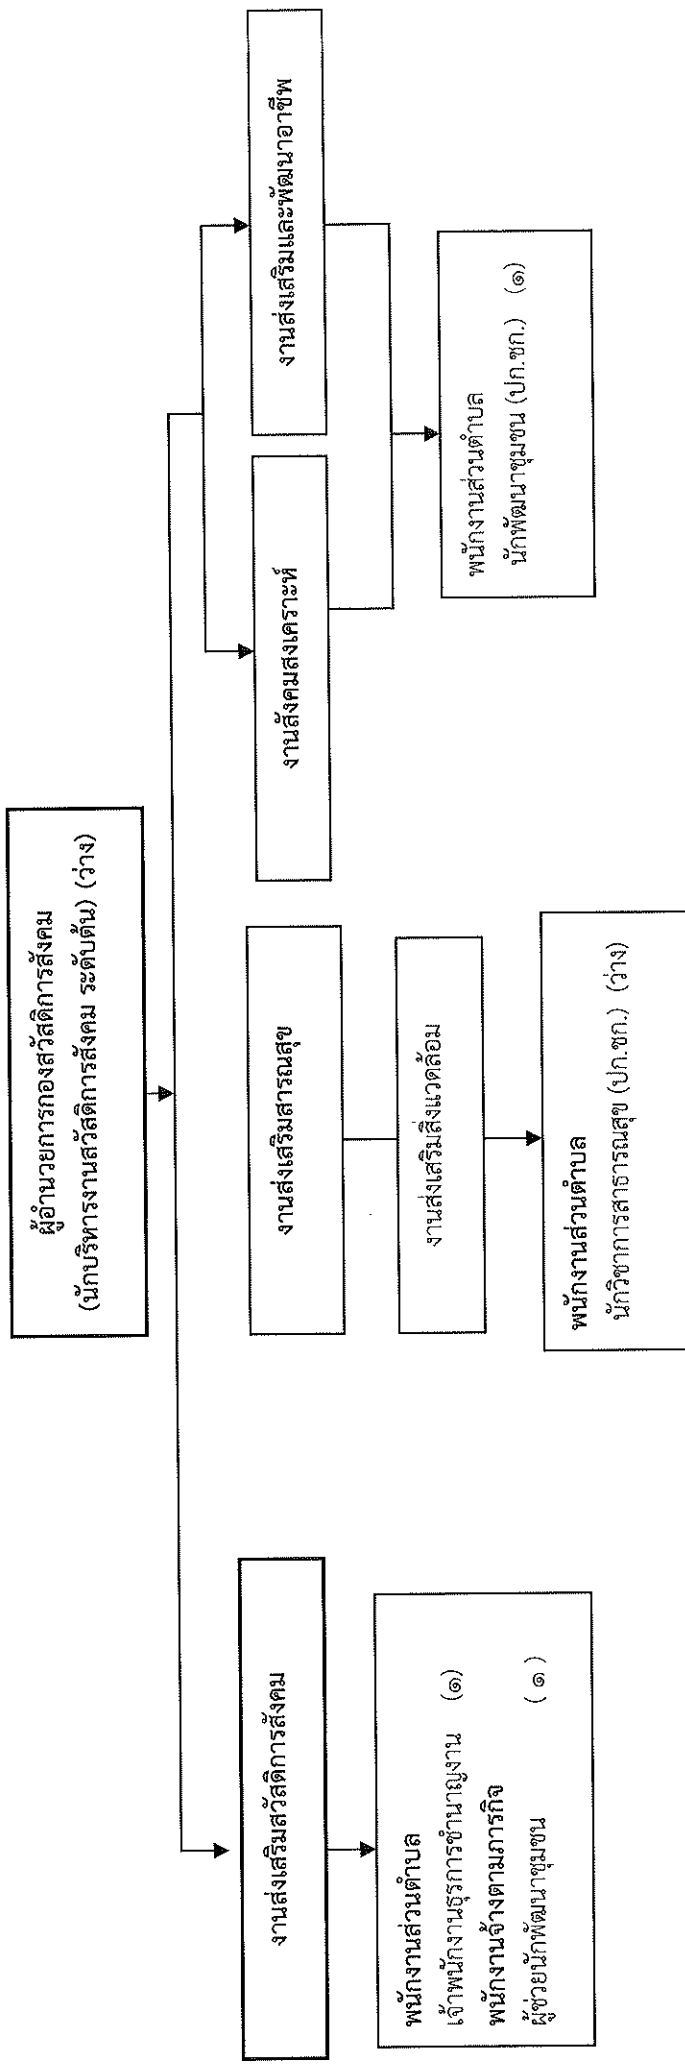 ผู้อำนวยการกองสวัสดิการสังคม
(นักบริหารงานสวัสดิการสังคม ระดับต้น) (ว่าง)
งานส่งเสริมสวัสดิการสังคม
พนักงานส่วนตำบล
เจ้าพนักงานธุรการชำนาญงาน (๑)
พนักงานจ้างตามภารกิจ
ผู้ช่วยนักพัฒนาชุมชน ( ๑ )
งานส่งเสริมสารณสุข
งานส่งเสริมสิ่งแวดล้อม
พนักงานส่วนตำบล
นักวิชาการสาธารณสุข (ปก.ชก.) (ว่าง)
งานสังคมสงเคราะห์
งานส่งเสริมและพัฒนาอาชีพ
พนักงานส่วนตำบล
นักพัฒนาชุมชน (ปก.ชก.) (๑)